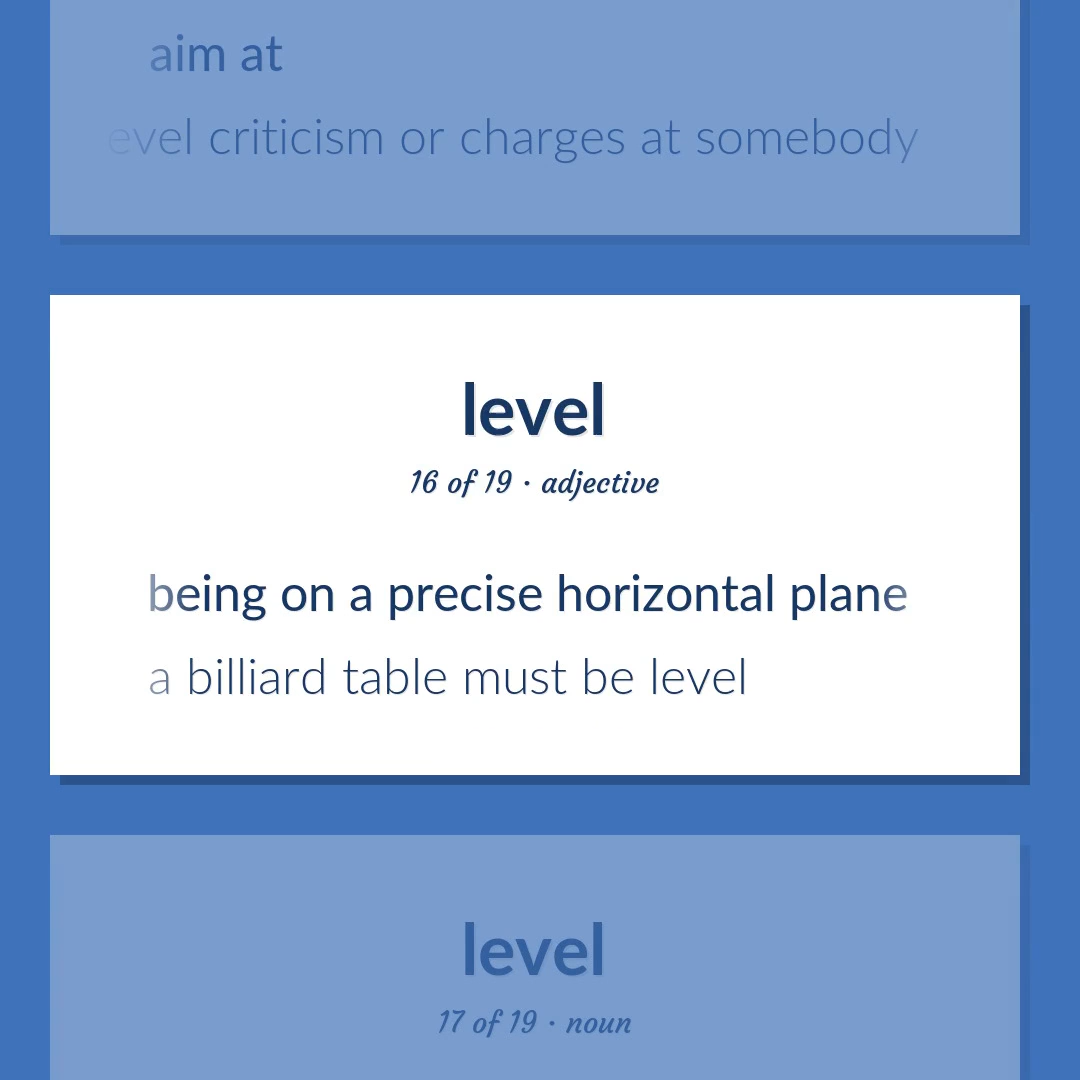 aim at
evel criticism or charges at somebody
level
16 of 19 · adjective
being on a precise horizontal plane
a billiard table must be level
level
17 of 19 · noun